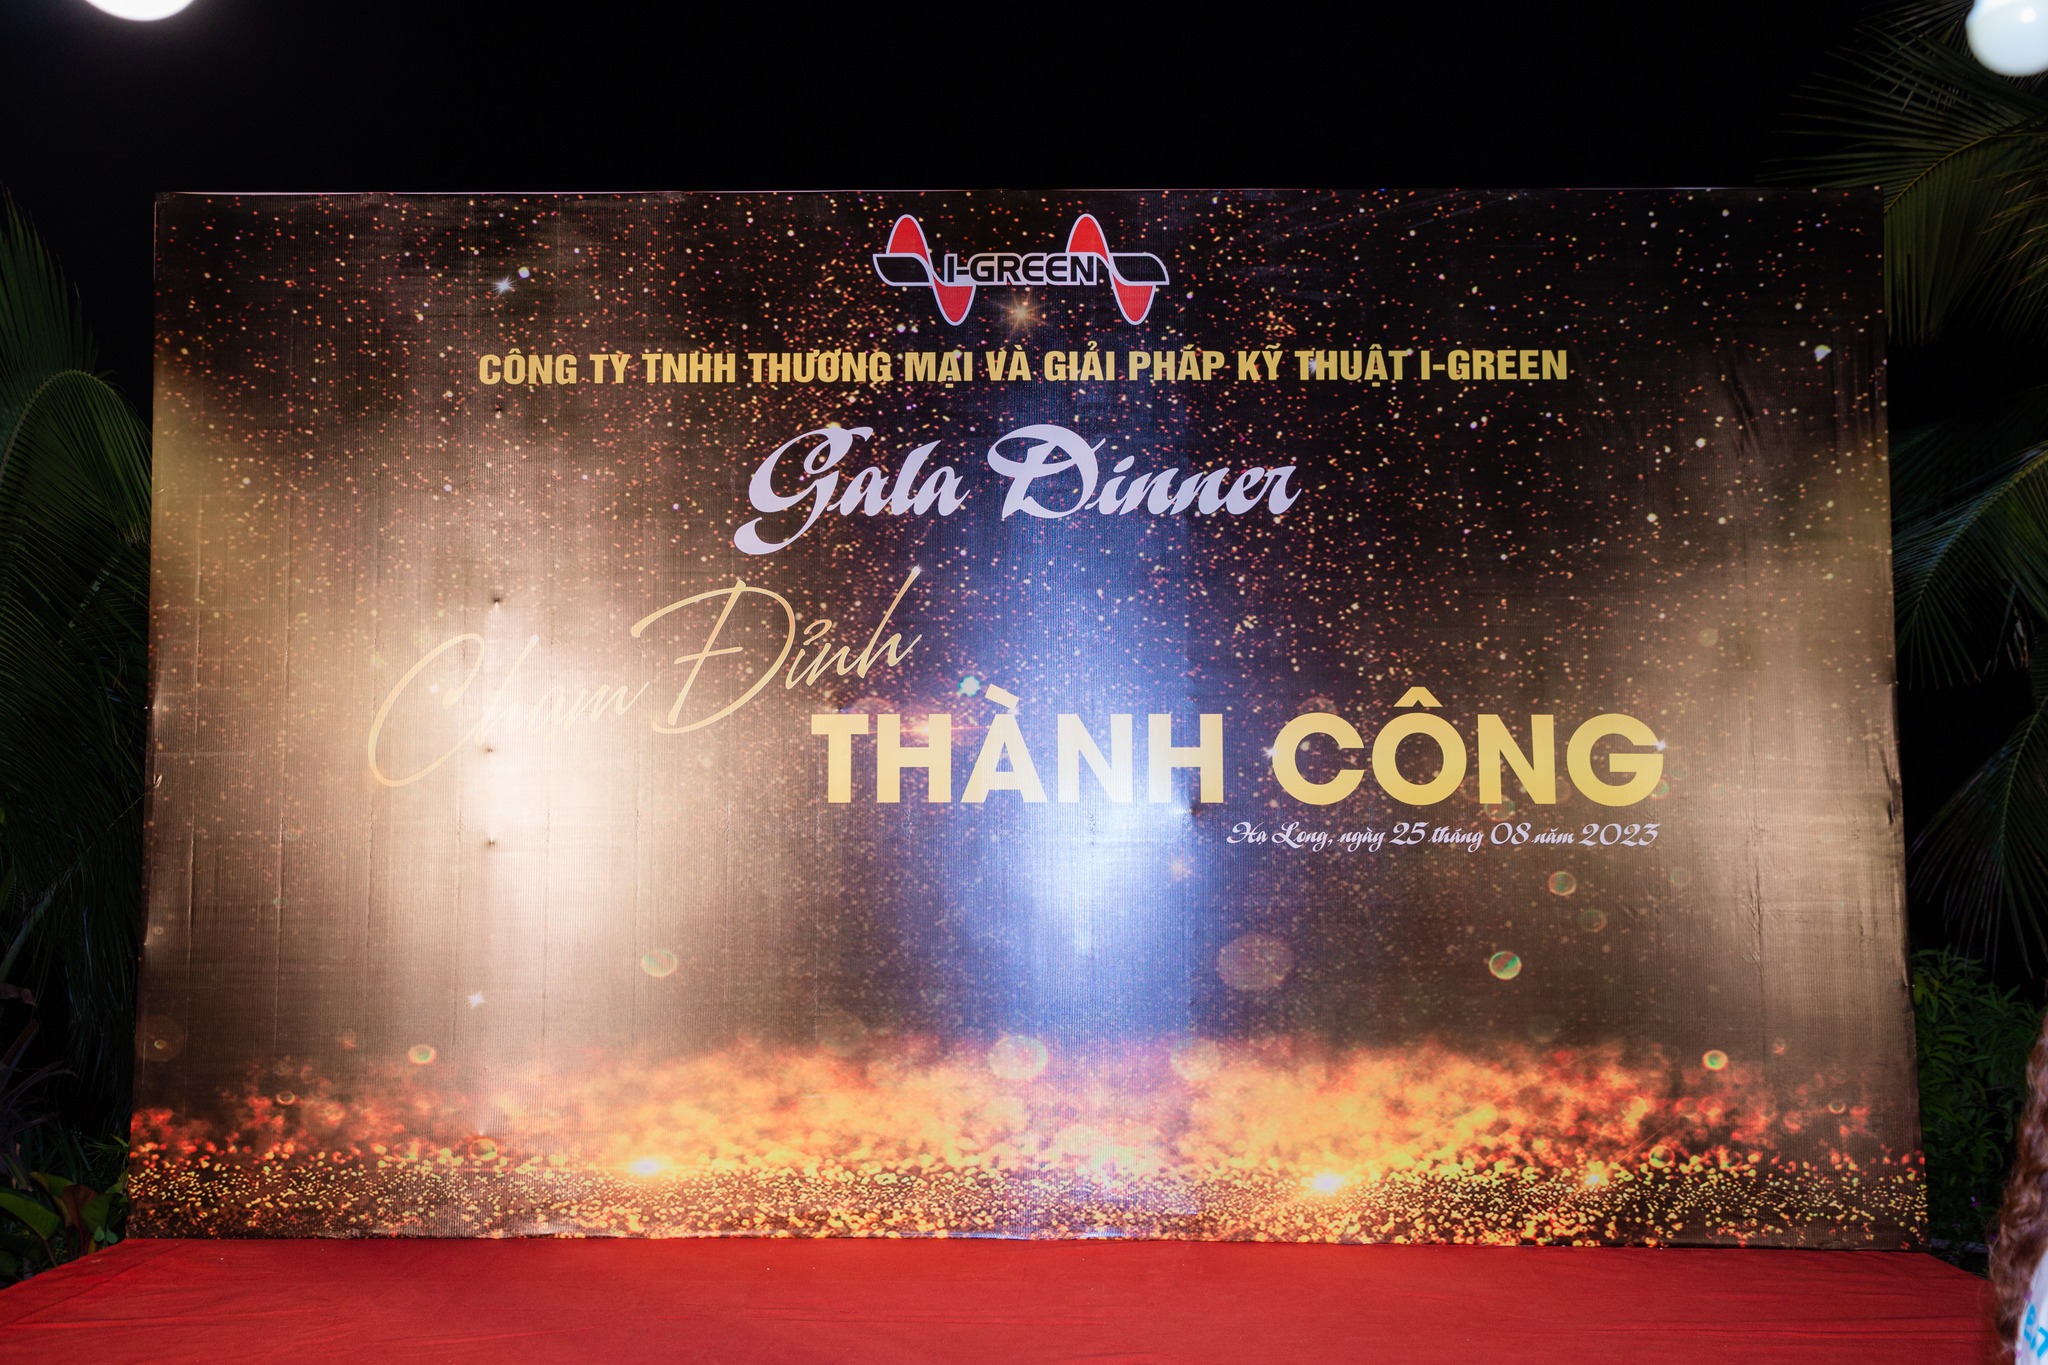 I-GREEN
CÔNG TY TNHH THƯƠNG MẠI VÀ GIẢI PHÁP KỸ THUẬT I-GREEN
Gala Dinner
Chạm Đỉnh
THÀNH CÔNG
Hạ Long, ngày 25 tháng 08 năm 2023